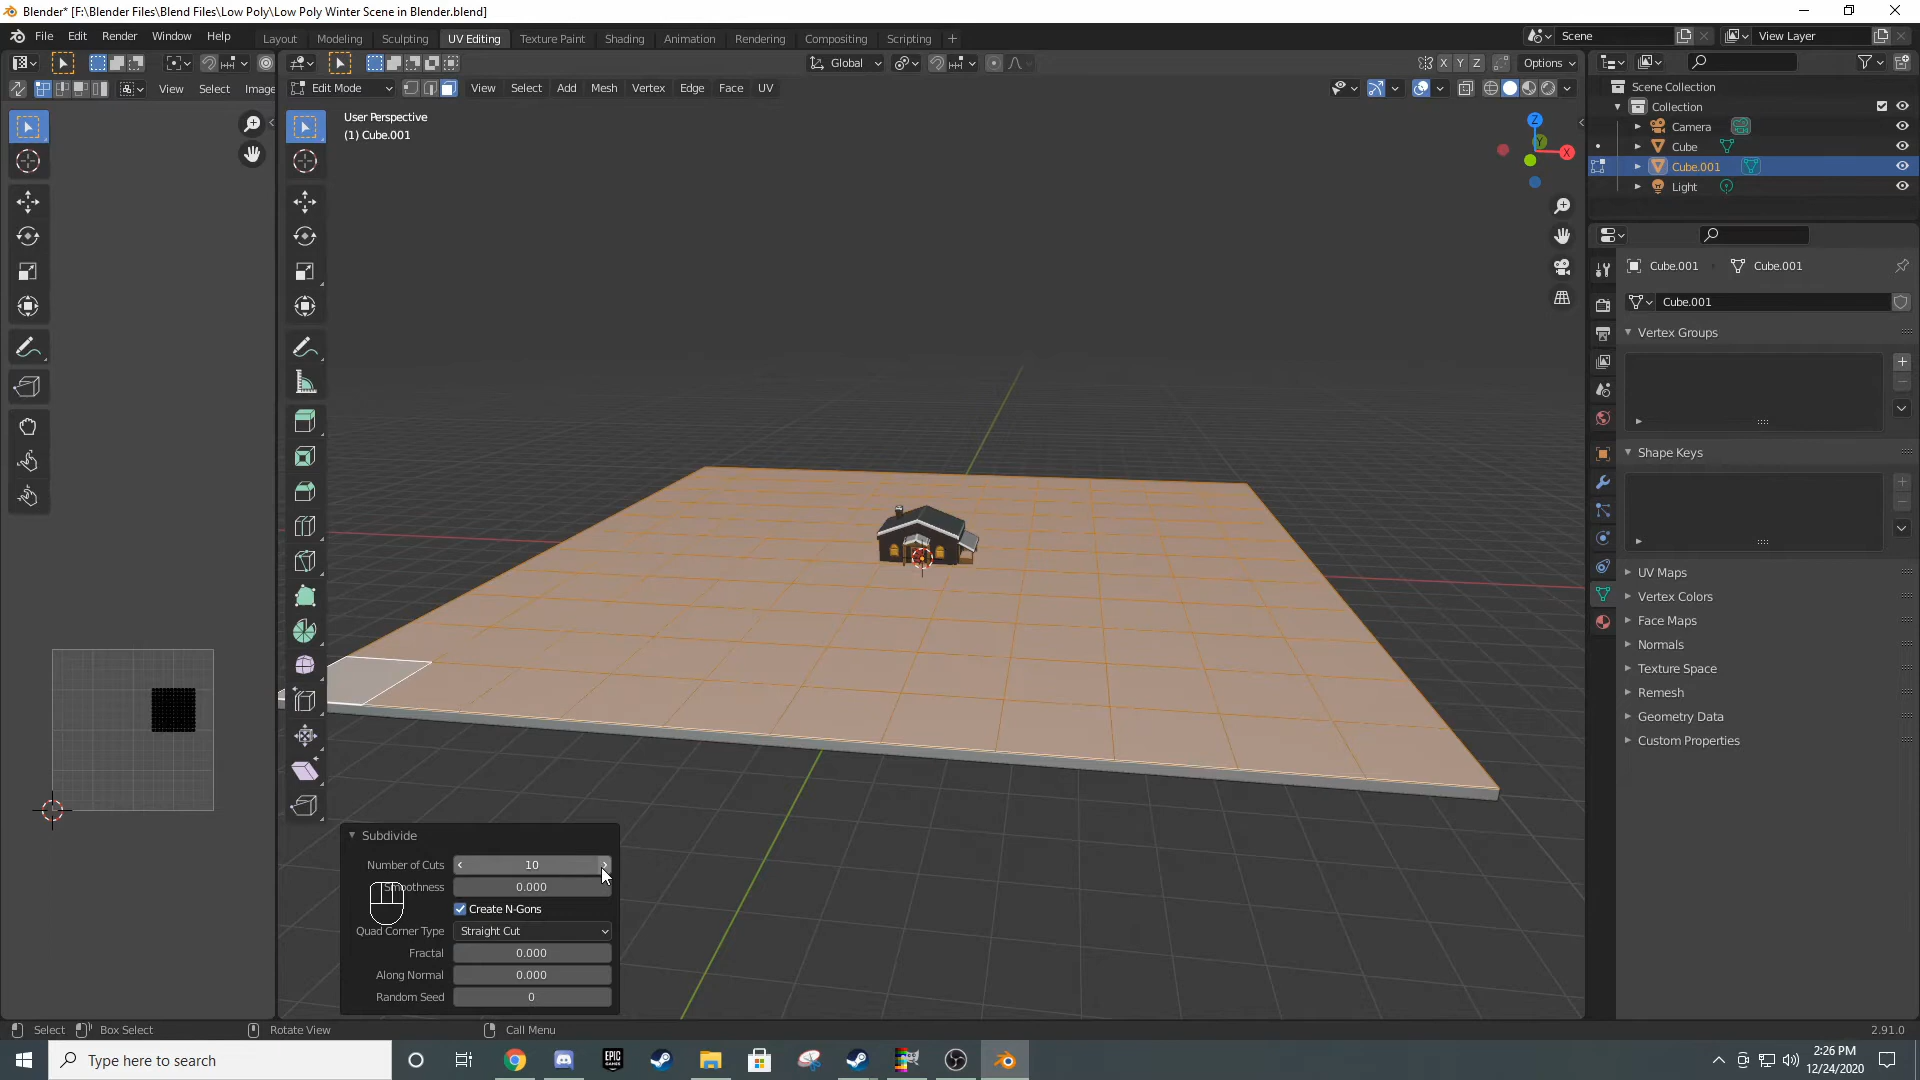 Blender* [F:\Blender Files\Blend Files\Low Poly\Low Poly Winter Scene in Blender.blend]
File Edit Render Window Help
Layout Modeling Sculpting UV Editing Texture Paint Shading Animation Rendering Compositing Scripting +
Scene
View Layer
Global
X Y Z
Options
View Select Image
Edit Mode
View Select Add Mesh Vertex Edge Face UV
User Perspective
(1) Cube.001
Z
Y
X
Scene Collection
Collection
Camera
Cube
Cube.001
Light
Cube.001
Cube.001
Cube.001
Vertex Groups
Shape Keys
UV Maps
Vertex Colors
Face Maps
Normals
Texture Space
Remesh
Geometry Data
Custom Properties
Subdivide
Number of Cuts 10
Smoothness 0.000
Create N-Gons
Quad Corner Type Straight Cut
Fractal 0.000
Along Normal 0.000
Random Seed 0
Select Box Select Rotate View Call Menu 2.91.0
Type here to search
EPIC GAMES
2:26 PM
12/24/2020